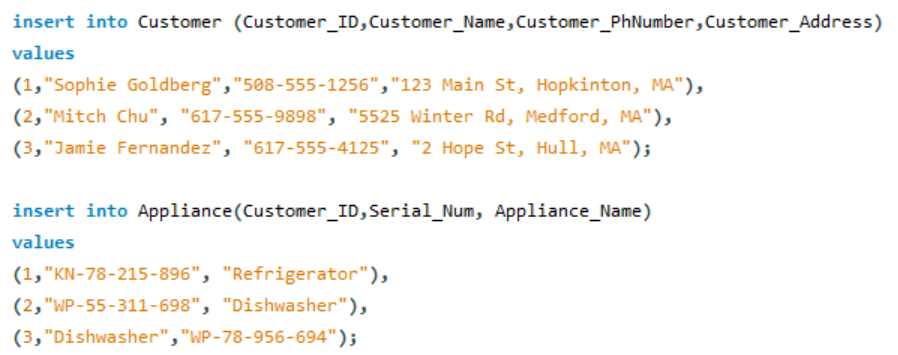 insert into Customer (Customer_ID,Customer_Name,Customer_PhNumber,Customer_Address)
values
(1,"Sophie Goldberg","508-555-1256","123 Main St, Hopkinton, MA"),
(2,"Mitch Chu", "617-555-9898", "5525 Winter Rd, Medford, MA"),
(3,"Jamie Fernandez", "617-555-4125", "2 Hope St, Hull, MA");
insert into Appliance(Customer_ID,Serial_Num, Appliance_Name)
values
(1,"KN-78-215-896", "Refrigerator"),
(2,"WP-55-311-698", "Dishwasher"),
(3,"Dishwasher","WP-78-956-694");